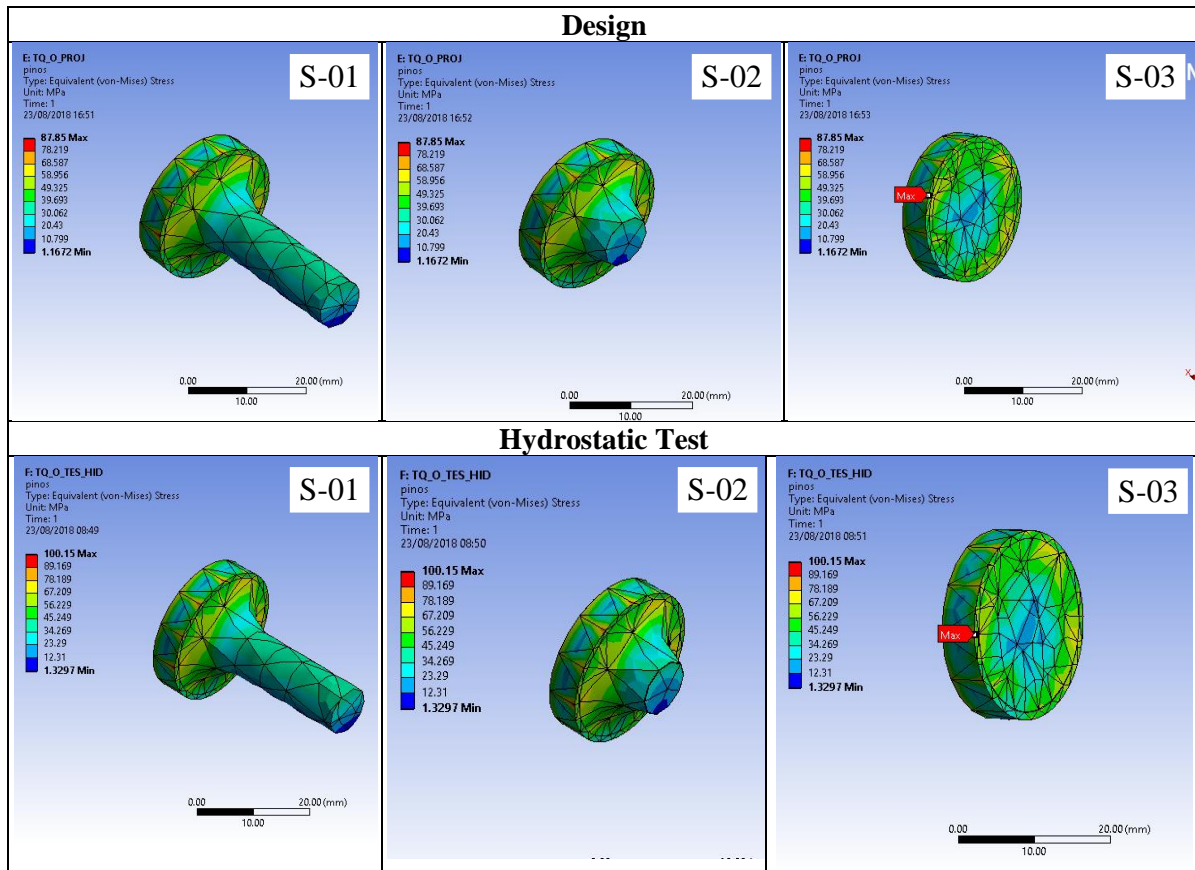 Design
E: TQ_O_PROJ
pinos
Type: Equivalent (von-Mises) Stress
Unit: MPa
Time: 1
23/08/2018 16:51
S-01
87.85 Max
78.219
68.587
58.956
49.325
39.693
30.062
20.43
10.799
1.1672 Min
0.00
20.00 (mm)
10.00
E: TQ_O_PROJ
pinos
Type: Equivalent (von-Mises) Stress
Unit: MPa
Time: 1
23/08/2018 16:52
S-02
87.85 Max
78.219
68.587
58.956
49.325
39.693
30.062
20.43
10.799
1.1672 Min
0.00
20.00 (mm)
10.00
E: TQ_O_PROJ
pinos
Type: Equivalent (von-Mises) Stress
Unit: MPa
Time: 1
23/08/2018 16:53
S-03
87.85 Max
78.219
68.587
58.956
49.325
39.693
30.062
20.43
10.799
1.1672 Min
Max
0.00
20.00 (mm)
10.00
X
Hydrostatic Test
F: TQ_O_TES_HID
pinos
Type: Equivalent (von-Mises) Stress
Unit: MPa
Time: 1
23/08/2018 08:49
S-01
100.15 Max
89.169
78.189
67.209
56.229
45.249
34.269
23.29
12.31
1.3297 Min
0.00
20.00 (mm)
10.00
F: TQ_O_TES_HID
pinos
Type: Equivalent (von-Mises) Stress
Unit: MPa
Time: 1
23/08/2018 08:50
S-02
100.15 Max
89.169
78.189
67.209
56.229
45.249
34.269
23.29
12.31
1.3297 Min
F: TQ_O_TES_HID
pinos
Type: Equivalent (von-Mises) Stress
Unit: MPa
Time: 1
23/08/2018 08:51
S-03
100.15 Max
89.169
78.189
67.209
56.229
45.249
34.269
23.29
12.31
1.3297 Min
Max
0.00
20.00 (mm)
10.00